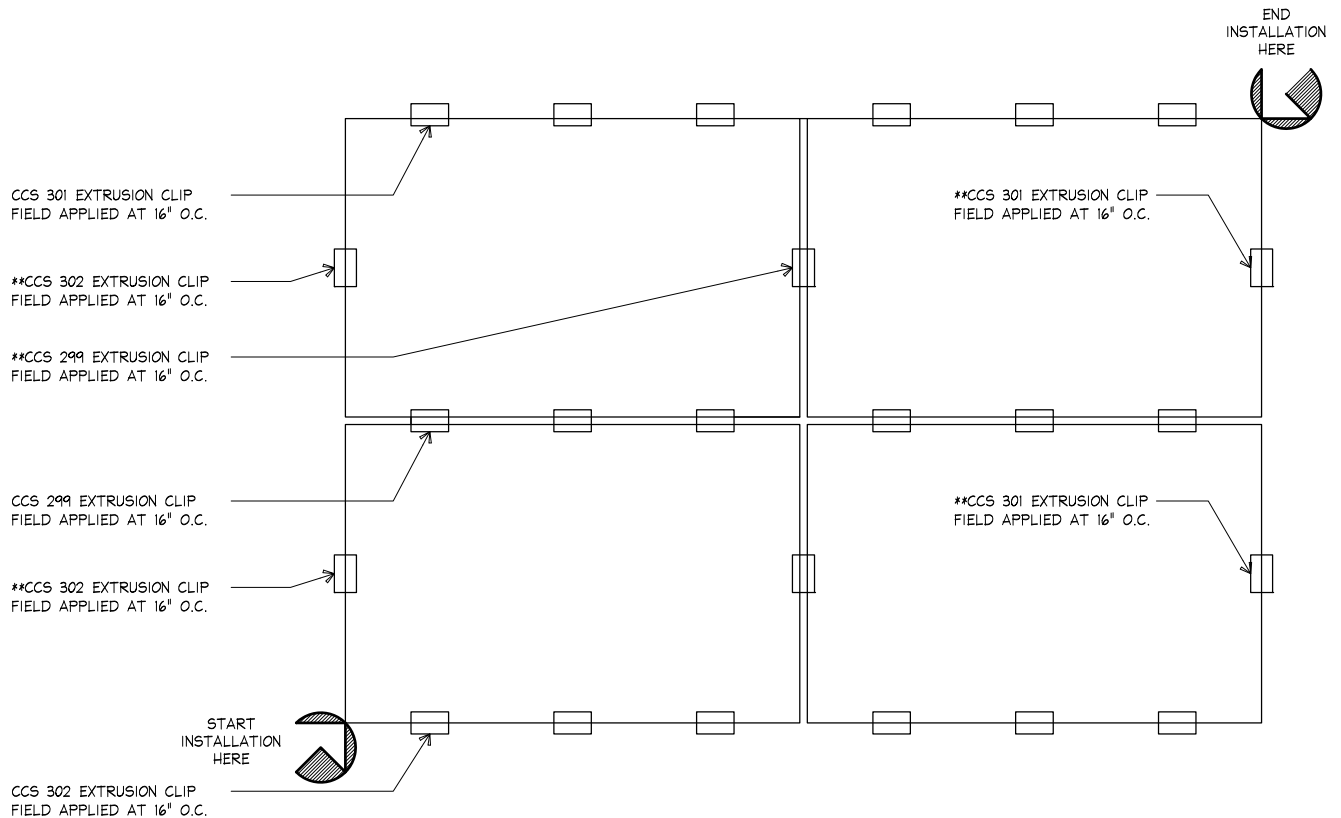 END
INSTALLATION
HERE
CCS 301 EXTRUSION CLIP
FIELD APPLIED AT 16" O.C.
**CCS 301 EXTRUSION CLIP
FIELD APPLIED AT 16" O.C.
**CCS 302 EXTRUSION CLIP
FIELD APPLIED AT 16" O.C.
**CCS 299 EXTRUSION CLIP
FIELD APPLIED AT 16" O.C.
CCS 299 EXTRUSION CLIP
FIELD APPLIED AT 16" O.C.
**CCS 301 EXTRUSION CLIP
FIELD APPLIED AT 16" O.C.
**CCS 302 EXTRUSION CLIP
FIELD APPLIED AT 16" O.C.
START
INSTALLATION
HERE
CCS 302 EXTRUSION CLIP
FIELD APPLIED AT 16" O.C.